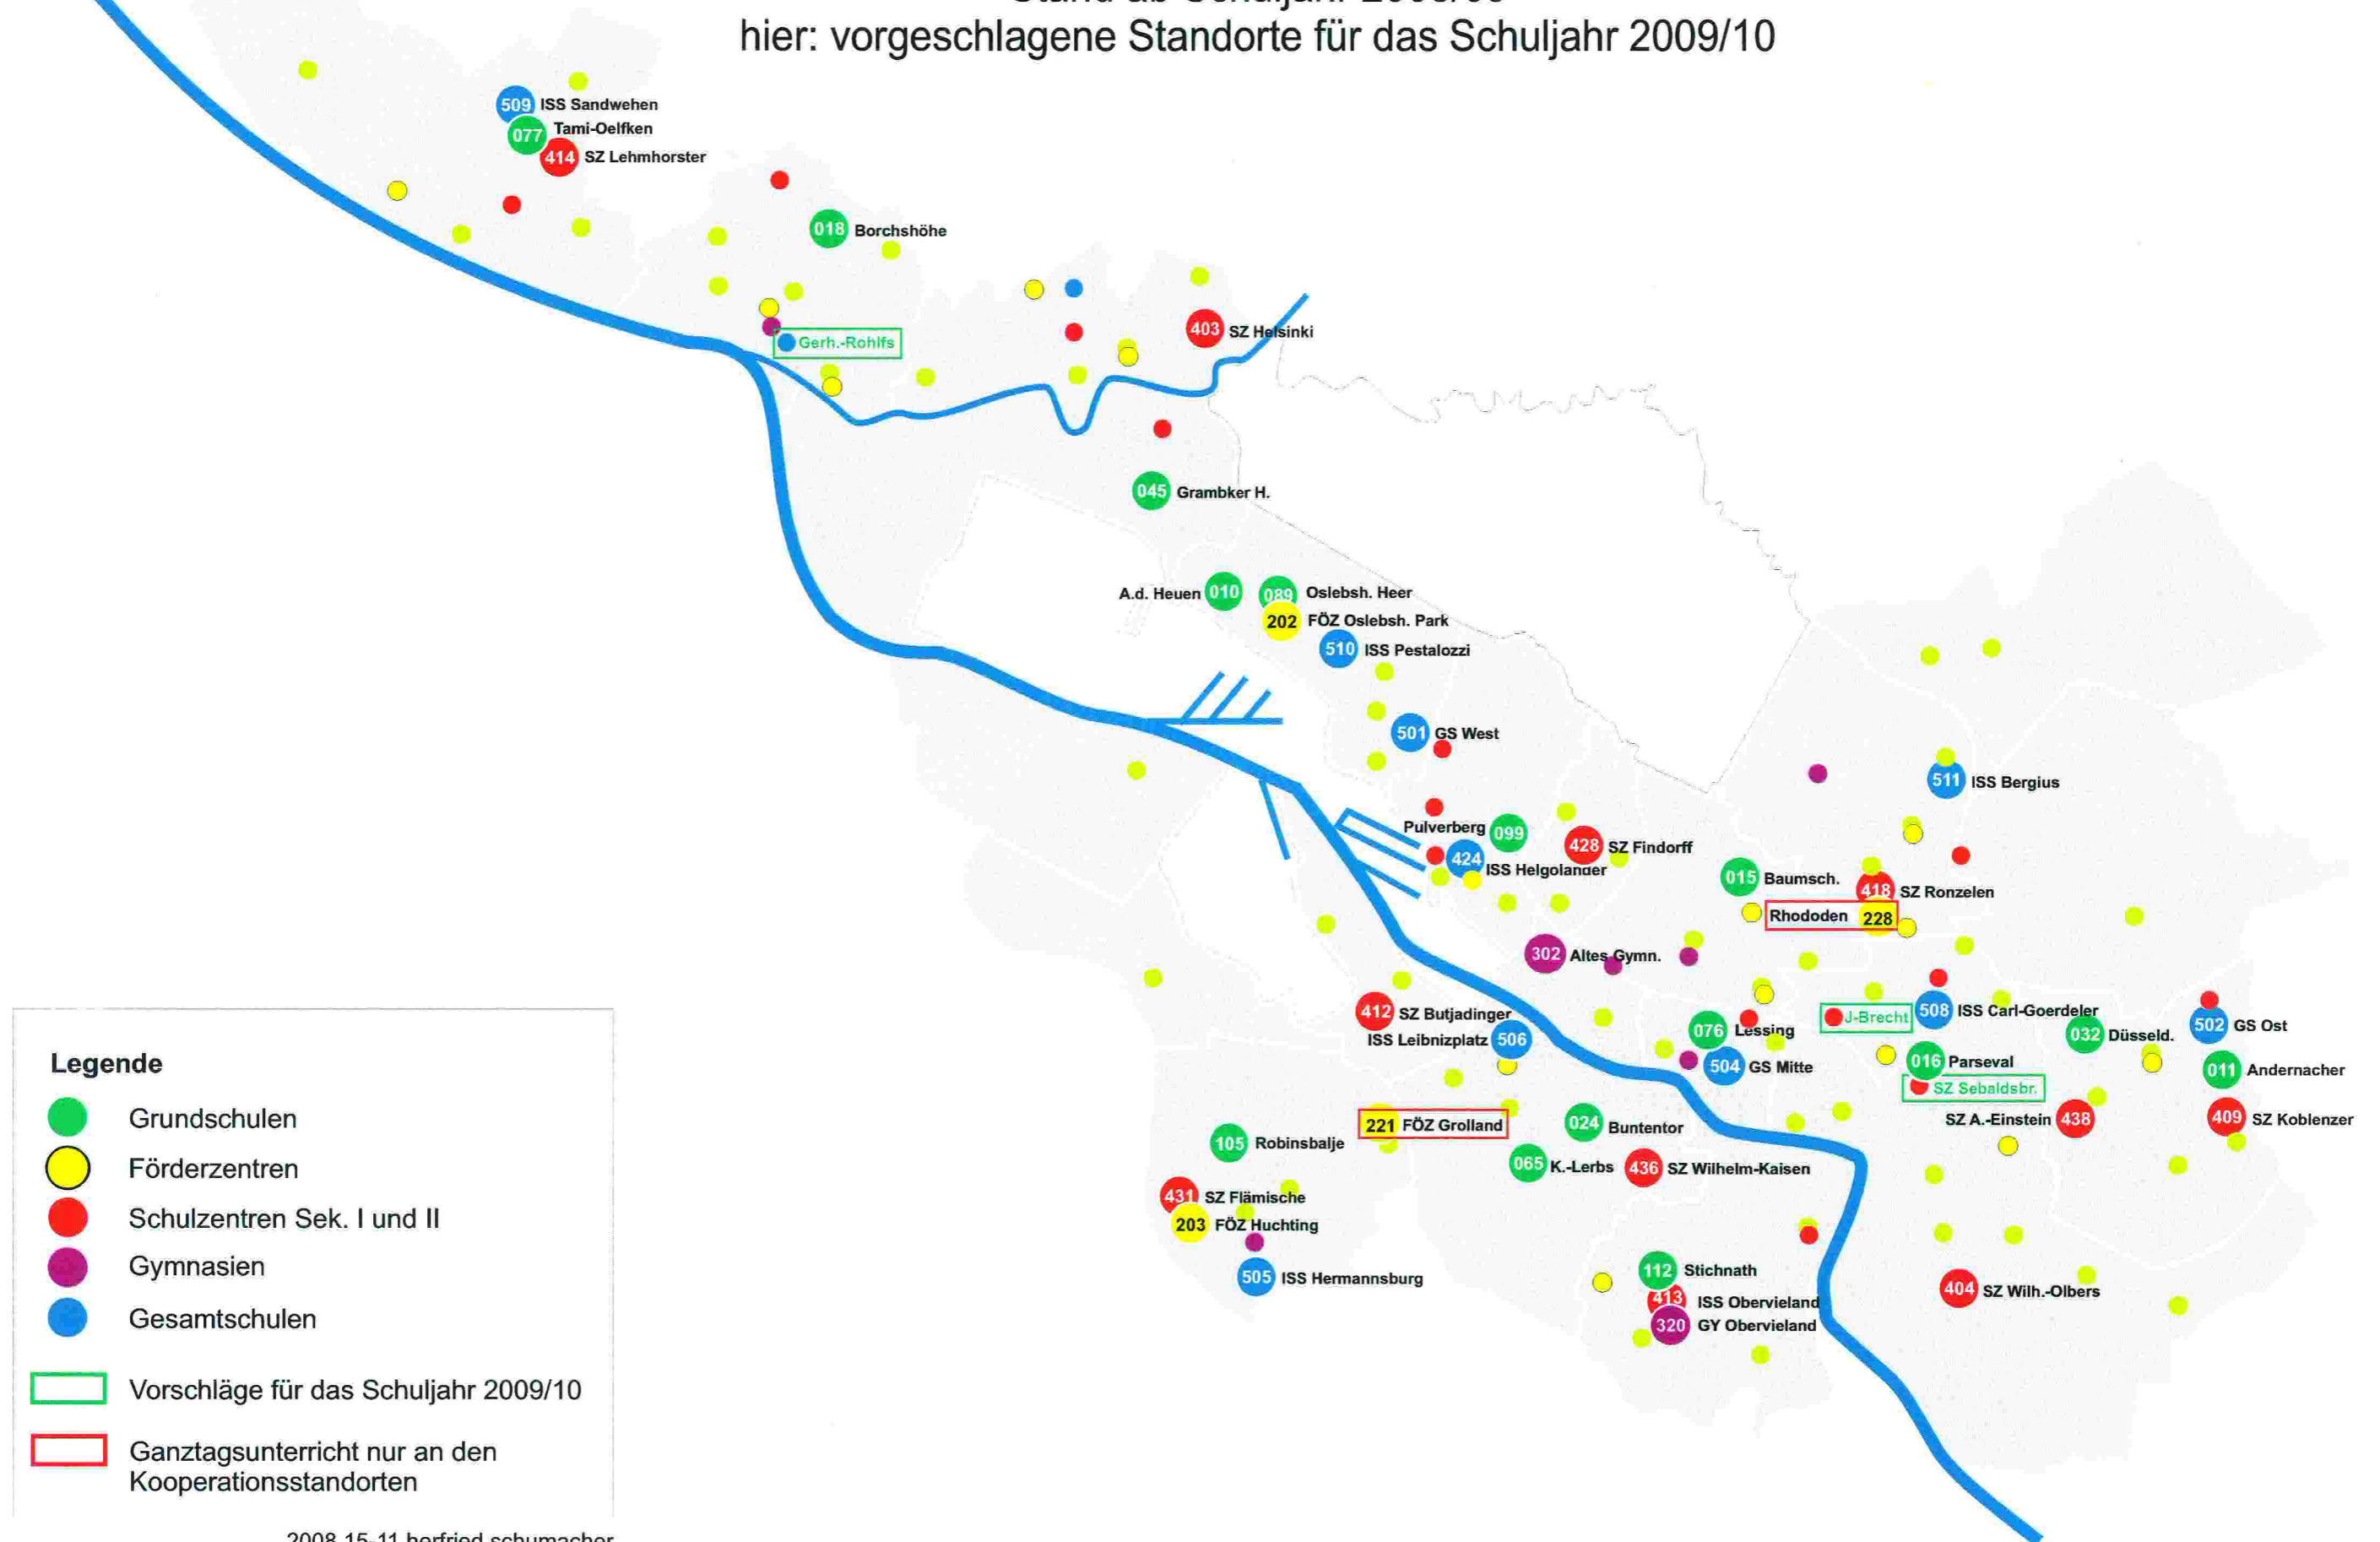 hier: vorgeschlagene Standorte für das Schuljahr 2009/10
509 ISS Sandwehen
077 Tami-Oelfken
414 SZ Lehmhorster
018 Borchshöhe
Gerh.-Rohlfs
403 SZ Helsinki
045 Grambker H.
A.d. Heuen 010
089 Oslebsh. Heer
202 FÖZ Oslebsh. Park
510 ISS Pestalozzi
501 GS West
511 ISS Bergius
Pulverberg 099
428 SZ Findorff
424 ISS Helgolander
015 Baumsch.
418 SZ Ronzelen
Rhododen 228
302 Altes Gymn.
412 SZ Butjadinger
ISS Leibnizplatz 506
076 Lessing
504 GS Mitte
J-Brecht
508 ISS Carl-Goerdeler
032 Düsseld.
502 GS Ost
016 Parseval
011 Andernacher
SZ Sebaldsbr.
SZ A.-Einstein 438
409 SZ Koblenzer
221 FÖZ Grolland
024 Buntentor
105 Robinsbalje
065 K.-Lerbs
436 SZ Wilhelm-Kaisen
431 SZ Flämische
203 FÖZ Huchting
505 ISS Hermannsburg
112 Stichnath
413 ISS Obervieland
320 GY Obervieland
404 SZ Wilh.-Olbers
Legende
Grundschulen
Förderzentren
Schulzentren Sek. I und II
Gymnasien
Gesamtschulen
Vorschläge für das Schuljahr 2009/10
Ganztagsunterricht nur an den
Kooperationsstandorten
2008 15-11 herfried schumacher